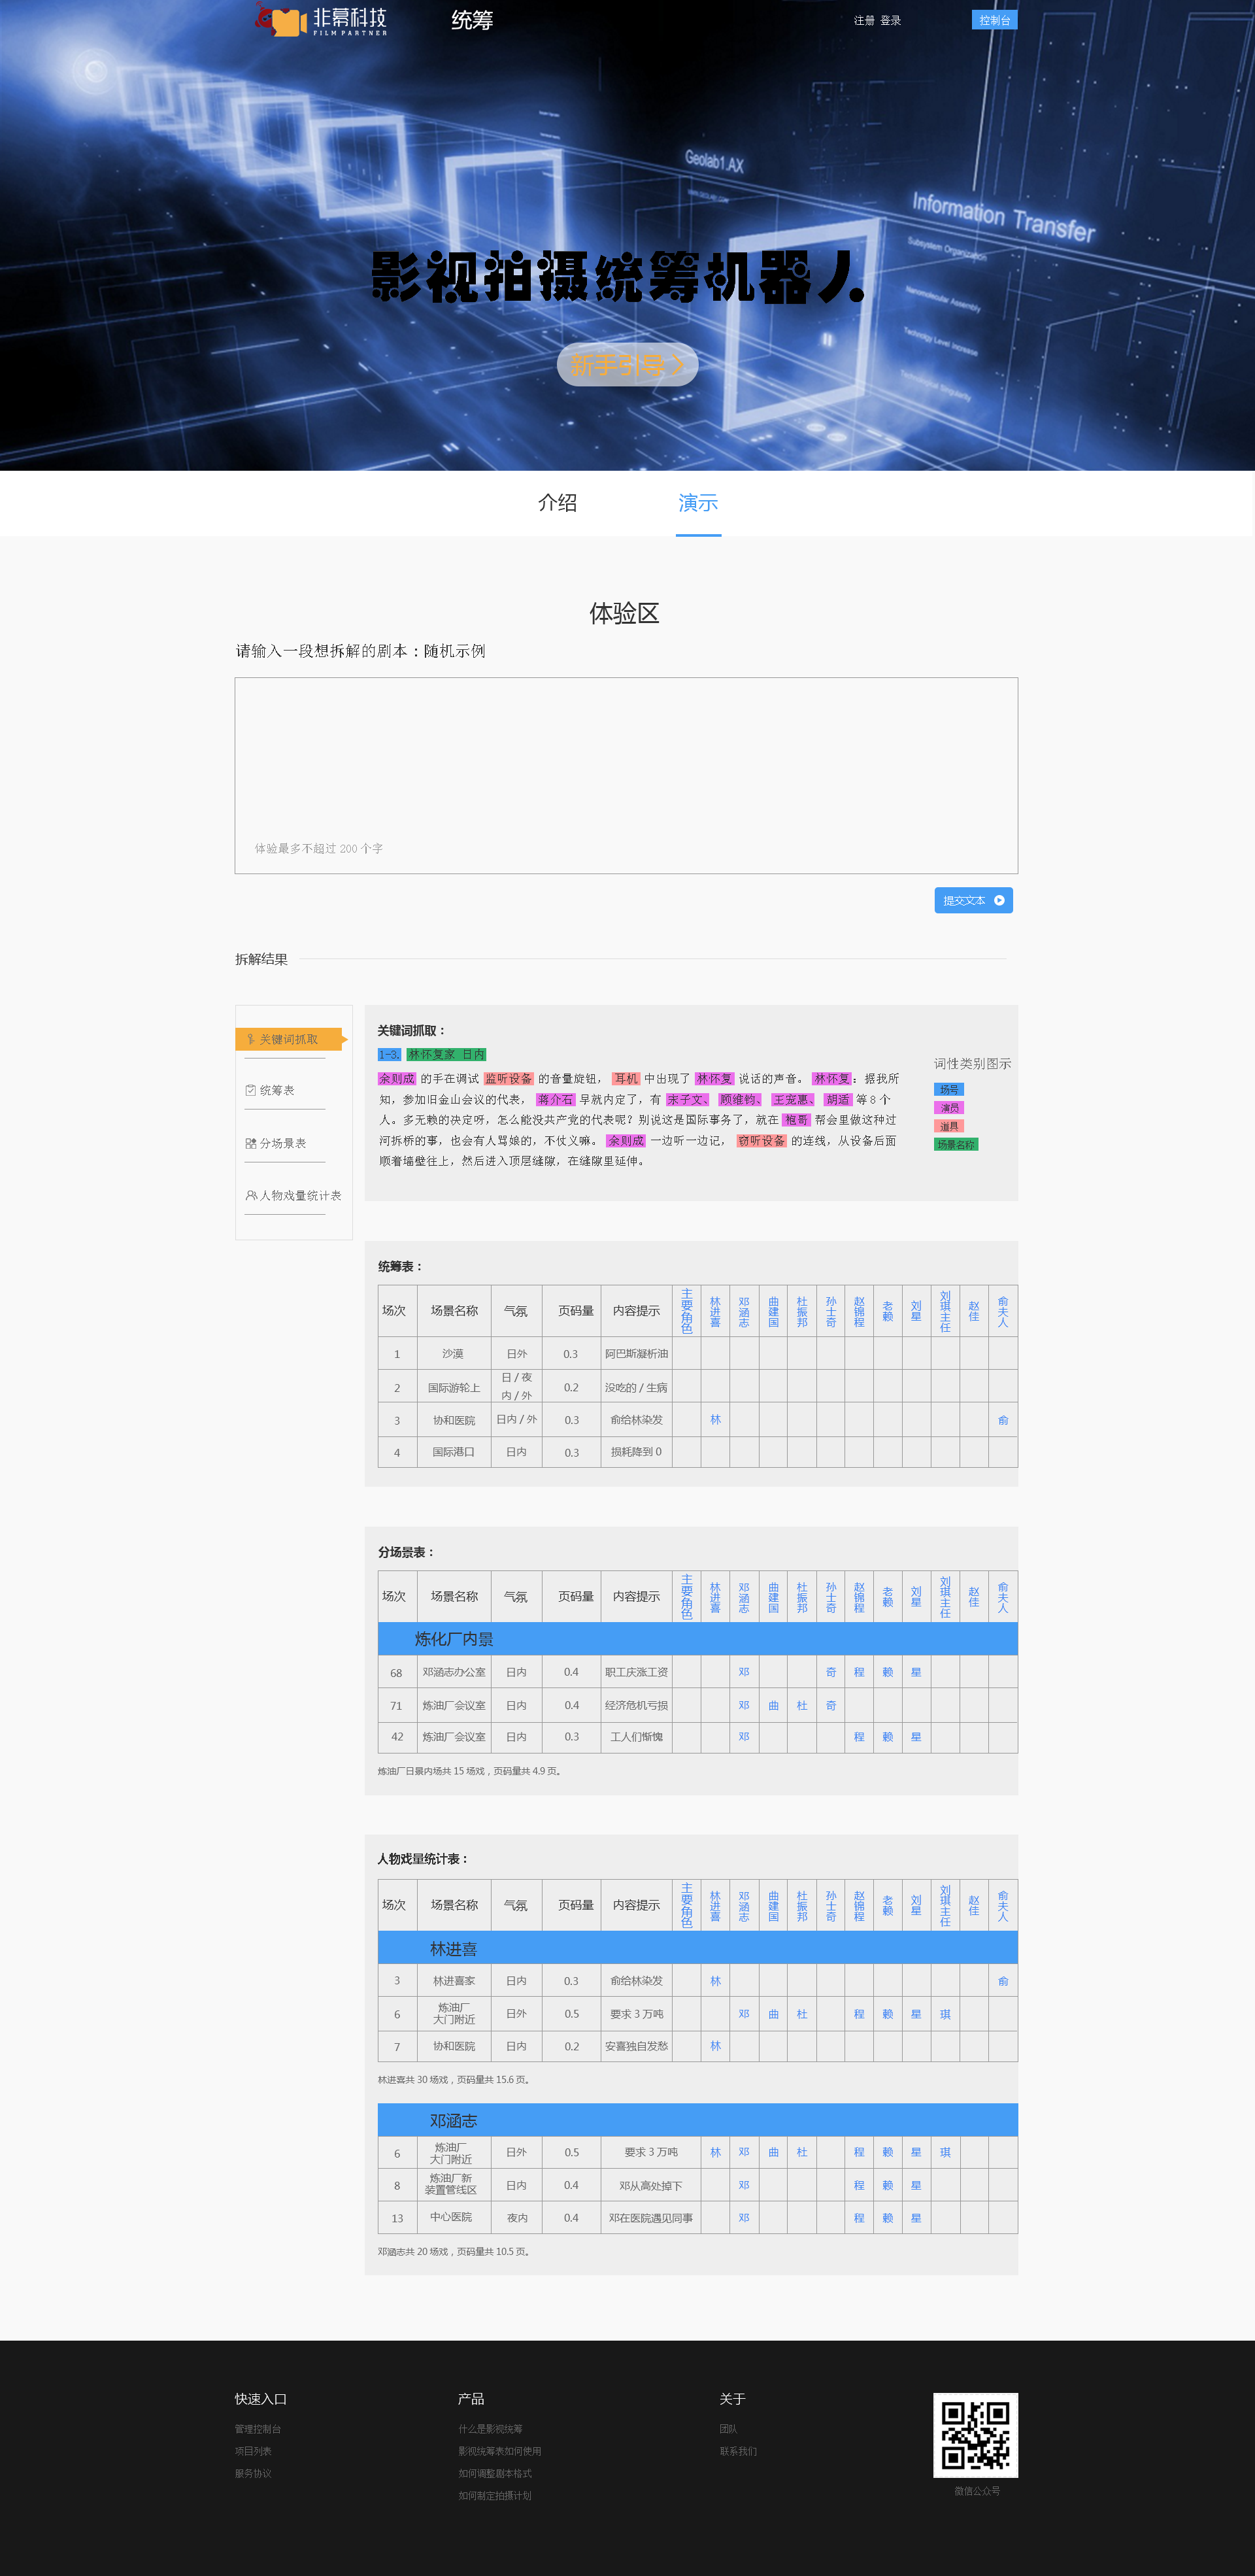 非幕科技
FILM PARTNER
统筹
注册 登录
控制台
Geolab1.AX
Information Transfer
Subsystem Organization
Nanomolecular Assembly
Technolgy Level increase
Technological Singularity
影视拍摄统筹机器人
新手引导
介绍
演示
体验区
请输入一段想拆解的剧本：随机示例
体验最多不超过 200 个字
提交文本
拆解结果
关键词抓取
统筹表
分场景表
人物戏量统计表
关键词抓取：
1-3. 林怀复家 日内
余则成 的手在调试 监听设备 的音量旋钮， 耳机 中出现了 林怀复 说话的声音。 林怀复： 据我所
知，参加旧金山会议的代表， 蒋介石 早就内定了，有 宋子文、 顾维钧、 王宠惠、 胡适 等 8 个
人。多无赖的决定呀，怎么能没共产党的代表呢？别说这是国际事务了，就在 袍哥 帮会里做这种过
河拆桥的事，也会有人骂娘的，不仗义嘛。 余则成 一边听一边记， 窃听设备 的连线，从设备后面
顺着墙壁往上，然后进入顶层缝隙，在缝隙里延伸。
词性类别图示
场号
演员
道具
场景名称
统筹表：
场次 场景名称 气氛 页码量 内容提示 主要角色 林进喜 邓涵志 曲建国 杜振邦 孙士奇 赵锦程 老赖 刘星 刘琪主任 赵佳 俞夫人
1 沙漠 日外 0.3 阿巴斯凝析油
2 国际游轮上 日 / 夜 内 / 外 0.2 没吃的 / 生病
3 协和医院 日内 / 外 0.3 俞给林染发 林 俞
4 国际港口 日内 0.3 损耗降到 0
分场景表：
场次 场景名称 气氛 页码量 内容提示 主要角色 林进喜 邓涵志 曲建国 杜振邦 孙士奇 赵锦程 老赖 刘星 刘琪主任 赵佳 俞夫人
炼化厂内景
68 邓涵志办公室 日内 0.4 职工庆涨工资 邓 奇 程 赖 星
71 炼油厂会议室 日内 0.4 经济危机亏损 邓 曲 杜 奇
42 炼油厂会议室 日内 0.3 工人们惭愧 邓 程 赖 星
炼油厂日景内场共 15 场戏，页码量共 4.9 页。
人物戏量统计表：
场次 场景名称 气氛 页码量 内容提示 主要角色 林进喜 邓涵志 曲建国 杜振邦 孙士奇 赵锦程 老赖 刘星 刘琪主任 赵佳 俞夫人
林进喜
3 林进喜家 日内 0.3 俞给林染发 林 俞
6 炼油厂 大门附近 日外 0.5 要求 3 万吨 邓 曲 杜 程 赖 星 琪
7 协和医院 日内 0.2 安喜独自发愁 林
林进喜共 30 场戏，页码量共 15.6 页。
邓涵志
6 炼油厂 大门附近 日外 0.5 要求 3 万吨 林 邓 曲 杜 程 赖 星 琪
8 炼油厂新 装置管线区 日内 0.4 邓从高处掉下 邓 程 赖 星
13 中心医院 夜内 0.4 邓在医院遇见同事 邓 程 赖 星
邓涵志共 20 场戏，页码量共 10.5 页。
快速入口
管理控制台
项目列表
服务协议
产品
什么是影视统筹
影视统筹表如何使用
如何调整剧本格式
如何制定拍摄计划
关于
团队
联系我们
微信公众号